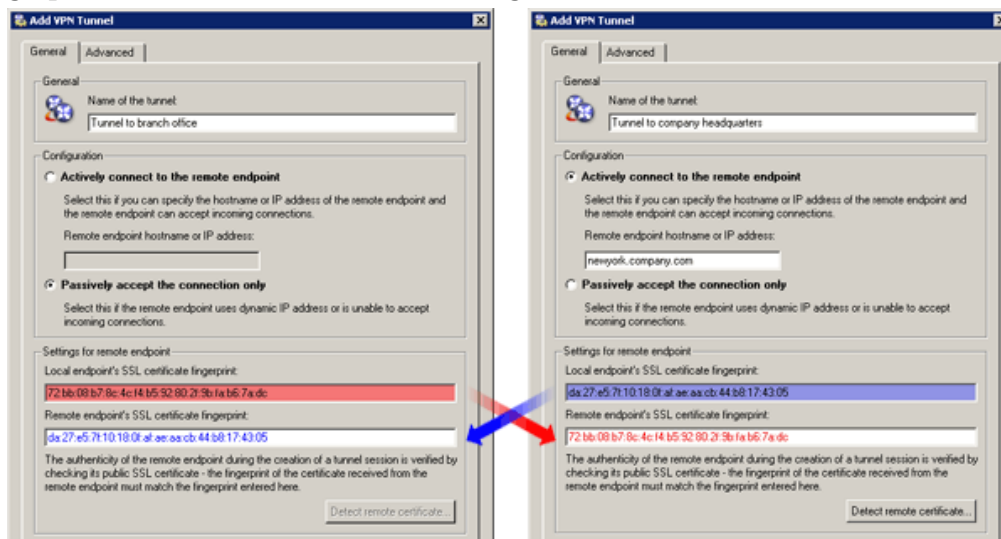 Add VPN Tunnel
General
Advanced
General
Name of the tunnel:
Tunnel to branch office
Configuration
Actively connect to the remote endpoint
Select this if you can specify the hostname or IP address of the remote endpoint and
the remote endpoint can accept incoming connections.
Remote endpoint hostname or IP address:
Passively accept the connection only
Select this if the remote endpoint uses dynamic IP address or is unable to accept
incoming connections.
Settings for remote endpoint
Local endpoint's SSL certificate fingerprint:
72:bb:08:b7:8c:4c:f4:b5:92:80:2f:9b:fa:b6:7a:dc
Remote endpoint's SSL certificate fingerprint:
da:27:e5:7f:10:18:0f:af:ae:aa:cb:44:b8:17:43:05
The authenticity of the remote endpoint during the creation of a tunnel session is verified by
checking its public SSL certificate - the fingerprint of the certificate received from the
remote endpoint must match the fingerprint entered here.
Detect remote certificate...
Add VPN Tunnel
General
Advanced
General
Name of the tunnel:
Tunnel to company headquarters
Configuration
Actively connect to the remote endpoint
Select this if you can specify the hostname or IP address of the remote endpoint and
the remote endpoint can accept incoming connections.
Remote endpoint hostname or IP address:
newyork.company.com
Passively accept the connection only
Select this if the remote endpoint uses dynamic IP address or is unable to accept
incoming connections.
Settings for remote endpoint
Local endpoint's SSL certificate fingerprint:
da:27:e5:7f:10:18:0f:af:ae:aa:cb:44:b8:17:43:05
Remote endpoint's SSL certificate fingerprint:
72:bb:08:b7:8c:4c:f4:b5:92:80:2f:9b:fa:b6:7a:dc
The authenticity of the remote endpoint during the creation of a tunnel session is verified by
checking its public SSL certificate - the fingerprint of the certificate received from the
remote endpoint must match the fingerprint entered here.
Detect remote certificate...